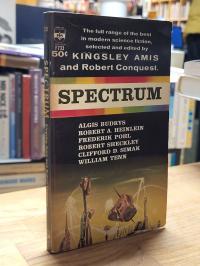 F733
50¢
The full range of the best
in modern science fiction,
selected and edited by
KINGSLEY AMIS
and Robert Conquest.
SPECTRUM
ALGIS BUDRYS
ROBERT A. HEINLEIN
FREDERIK POHL
ROBERT SHECKLEY
CLIFFORD D. SIMAK
WILLIAM TENN